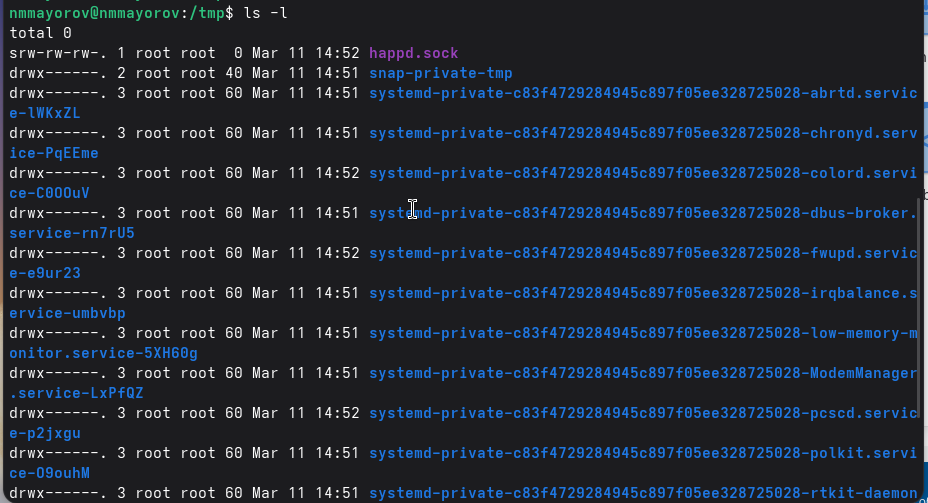 nmmayorov@nmmayorov:/tmp$ ls -l
total 0
srw-rw-rw-. 1 root root  0 Mar 11 14:52 happd.sock
drwx------. 2 root root 40 Mar 11 14:51 snap-private-tmp
drwx------. 3 root root 60 Mar 11 14:51 systemd-private-c83f4729284945c897f05ee328725028-abrtd.servic
e-lWKxZL
drwx------. 3 root root 60 Mar 11 14:51 systemd-private-c83f4729284945c897f05ee328725028-chronyd.serv
ice-PqEEme
drwx------. 3 root root 60 Mar 11 14:52 systemd-private-c83f4729284945c897f05ee328725028-colord.servi
ce-C0OOuV
drwx------. 3 root root 60 Mar 11 14:51 systemd-private-c83f4729284945c897f05ee328725028-dbus-broker.
service-rn7rU5
drwx------. 3 root root 60 Mar 11 14:52 systemd-private-c83f4729284945c897f05ee328725028-fwupd.servic
e-e9ur23
drwx------. 3 root root 60 Mar 11 14:51 systemd-private-c83f4729284945c897f05ee328725028-irqbalance.s
ervice-umbvbp
drwx------. 3 root root 60 Mar 11 14:51 systemd-private-c83f4729284945c897f05ee328725028-low-memory-m
onitor.service-5XH60g
drwx------. 3 root root 60 Mar 11 14:51 systemd-private-c83f4729284945c897f05ee328725028-ModemManager
.service-LxPfQZ
drwx------. 3 root root 60 Mar 11 14:52 systemd-private-c83f4729284945c897f05ee328725028-pcscd.servic
e-p2jxgu
drwx------. 3 root root 60 Mar 11 14:51 systemd-private-c83f4729284945c897f05ee328725028-polkit.servi
ce-O9ouhM
drwx------. 3 root root 60 Mar 11 14:51 systemd-private-c83f4729284945c897f05ee328725028-rtkit-daemon